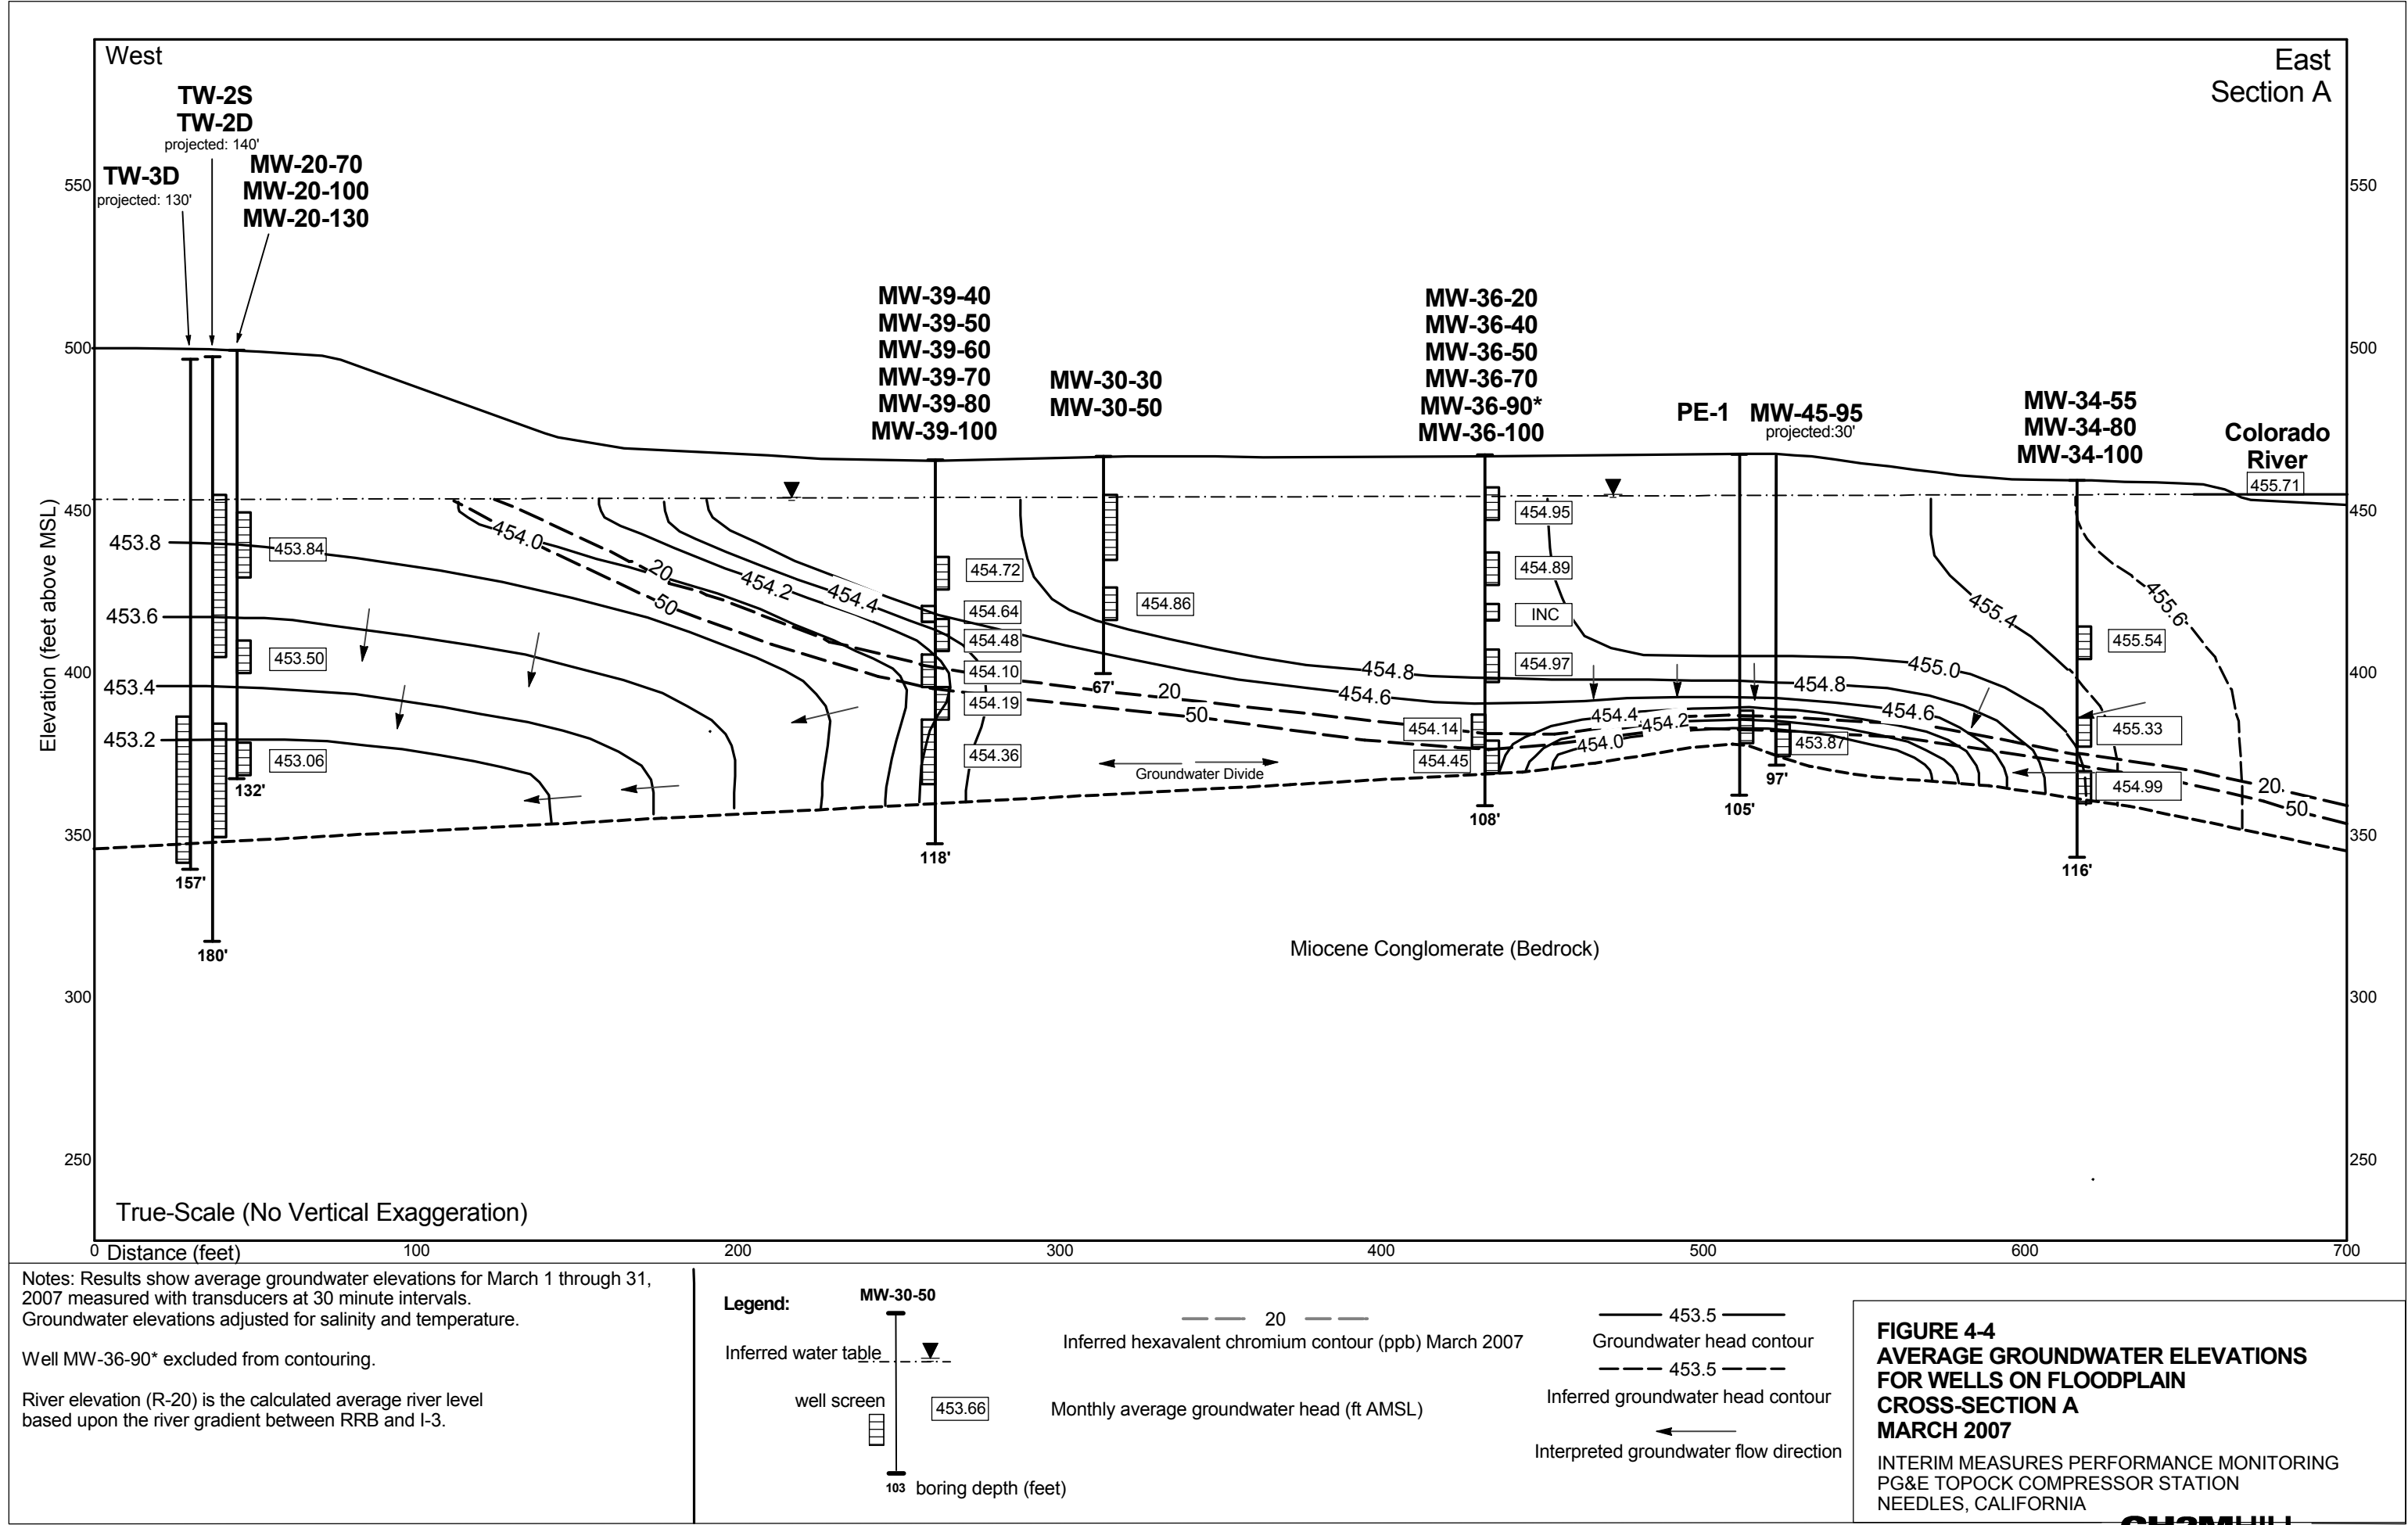 West
East
Section A
TW-2S
TW-2D
projected: 140'
TW-3D
projected: 130'
MW-20-70
MW-20-100
MW-20-130
MW-39-40
MW-39-50
MW-39-60
MW-39-70
MW-39-80
MW-39-100
MW-30-30
MW-30-50
MW-36-20
MW-36-40
MW-36-50
MW-36-70
MW-36-90*
MW-36-100
PE-1
MW-45-95
projected:30'
MW-34-55
MW-34-80
MW-34-100
Colorado
River
455.71
Elevation (feet above MSL)
550
500
450
400
350
300
250
550
500
450
400
350
300
250
453.8
453.6
453.4
453.2
453.84
453.50
453.06
132'
157'
180'
454.0
20
50
454.2
454.4
454.72
454.64
454.48
454.10
454.19
454.36
118'
454.86
67'
20
50
Groundwater Divide
454.8
454.6
454.95
454.89
INC
454.97
454.14
454.45
108'
454.4
454.2
454.0
453.87
105'
97'
454.8
454.6
455.0
455.4
455.6
455.54
455.33
454.99
116'
20
50
Miocene Conglomerate (Bedrock)
True-Scale (No Vertical Exaggeration)
0 Distance (feet) 100 200 300 400 500 600 700
Notes: Results show average groundwater elevations for March 1 through 31,
2007 measured with transducers at 30 minute intervals.
Groundwater elevations adjusted for salinity and temperature.
Well MW-36-90* excluded from contouring.
River elevation (R-20) is the calculated average river level
based upon the river gradient between RRB and I-3.
Legend:
MW-30-50
Inferred water table
well screen
453.66
103 boring depth (feet)
20
Inferred hexavalent chromium contour (ppb) March 2007
Monthly average groundwater head (ft AMSL)
453.5
Groundwater head contour
453.5
Inferred groundwater head contour
Interpreted groundwater flow direction
FIGURE 4-4
AVERAGE GROUNDWATER ELEVATIONS
FOR WELLS ON FLOODPLAIN
CROSS-SECTION A
MARCH 2007
INTERIM MEASURES PERFORMANCE MONITORING
PG&E TOPOCK COMPRESSOR STATION
NEEDLES, CALIFORNIA
CH2MHILL